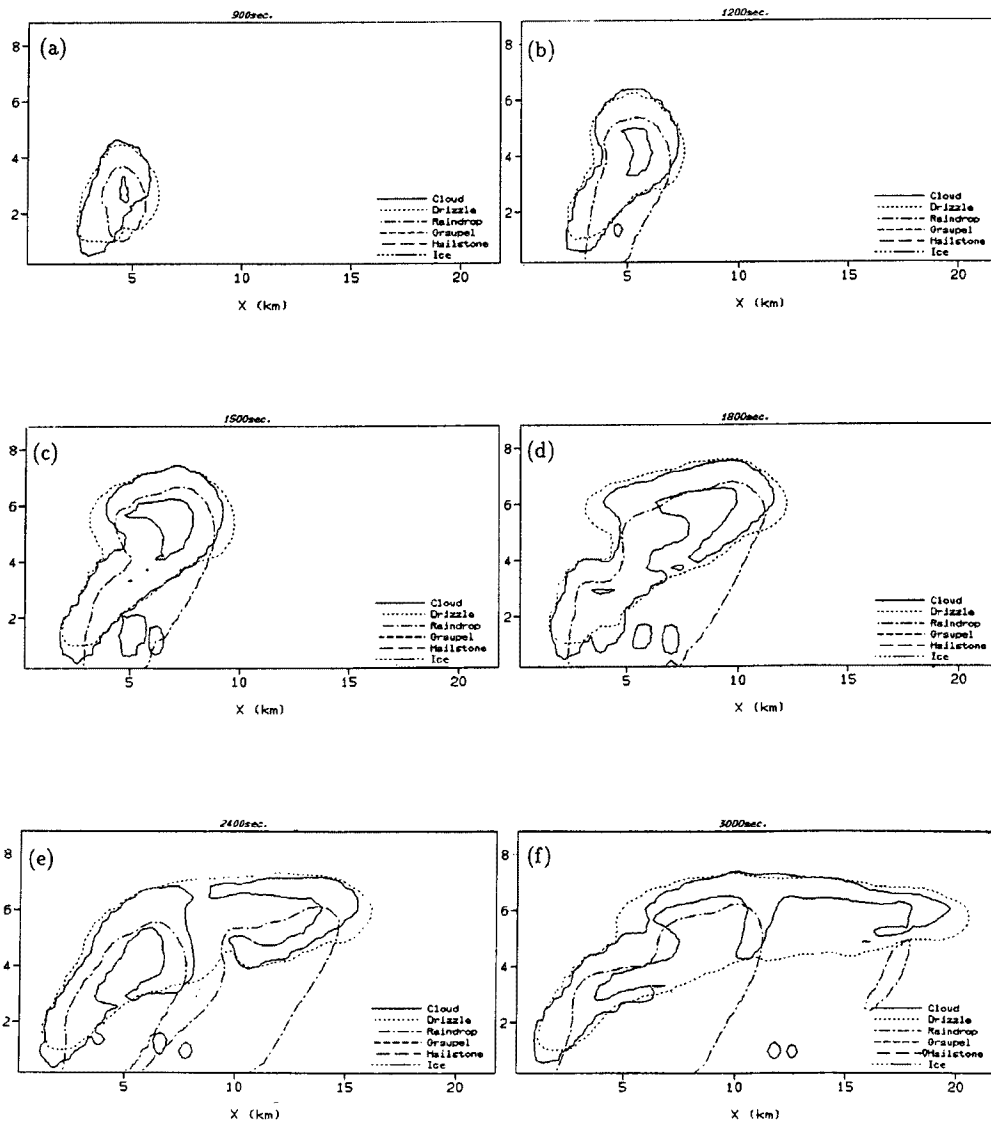 900sec.
(a)
8
6
4
2
Cloud
Drizzle
Raindrop
Graupel
Hailstone
Ice
5 10 15 20
X (km)
1200sec.
(b)
8
6
4
2
Cloud
Drizzle
Raindrop
Graupel
Hailstone
Ice
5 10 15 20
X (km)
1500sec.
(c)
8
6
4
2
Cloud
Drizzle
Raindrop
Graupel
Hailstone
Ice
5 10 15 20
X (km)
1800sec.
(d)
8
6
4
2
Cloud
Drizzle
Raindrop
Graupel
Hailstone
Ice
5 10 15 20
X (km)
2400sec.
(e)
8
6
4
2
Cloud
Drizzle
Raindrop
Graupel
Hailstone
Ice
5 10 15 20
X (km)
3000sec.
(f)
8
6
4
2
Cloud
Drizzle
Raindrop
Graupel
Hailstone
Ice
5 10 15 20
X (km)